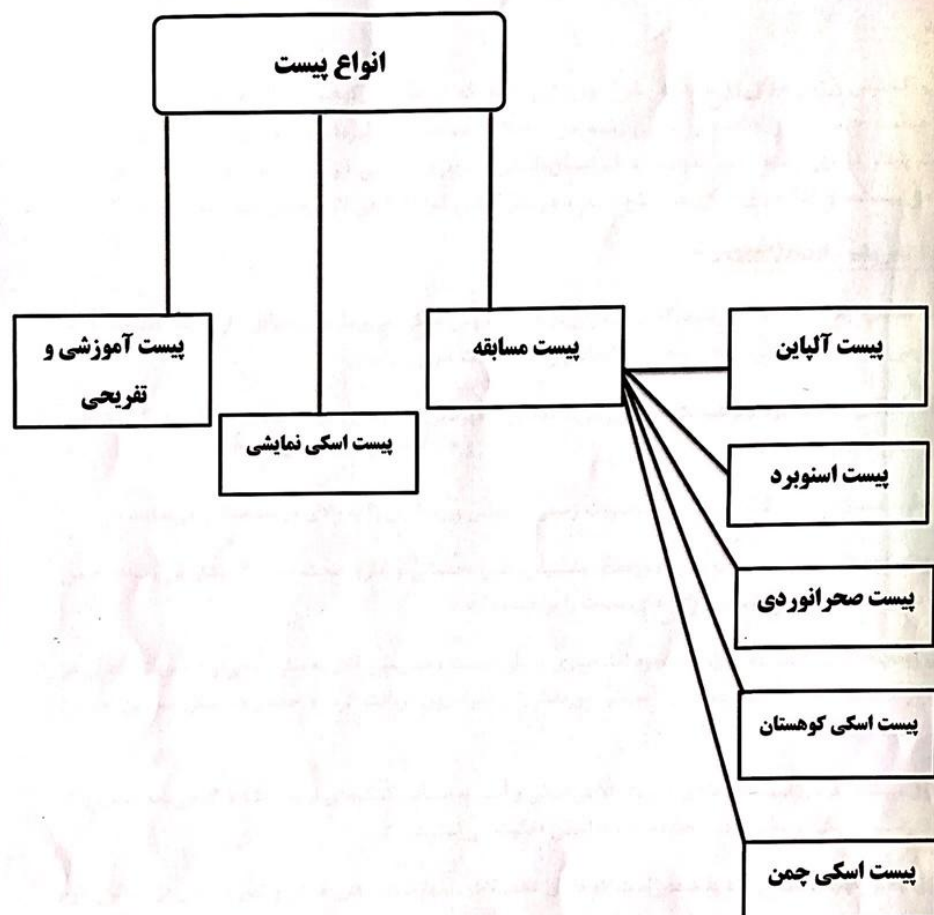 انواع پیست
پیست مسابقه
پیست اسکی نمایشی
پیست آموزشی و
تفریحی
پیست آلپاین
پیست اسنوبرد
پیست صحرانوردی
پیست اسکی کوهستان
پیست اسکی چمن